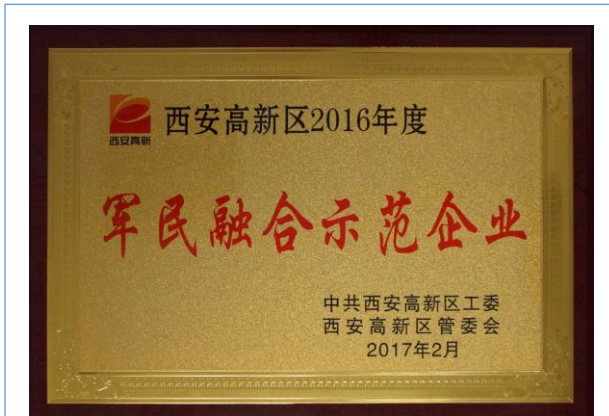 西安高新区2016年度
西安高新
军民融合示范企业
中共西安高新区工委
西安高新区管委会
2017年2月